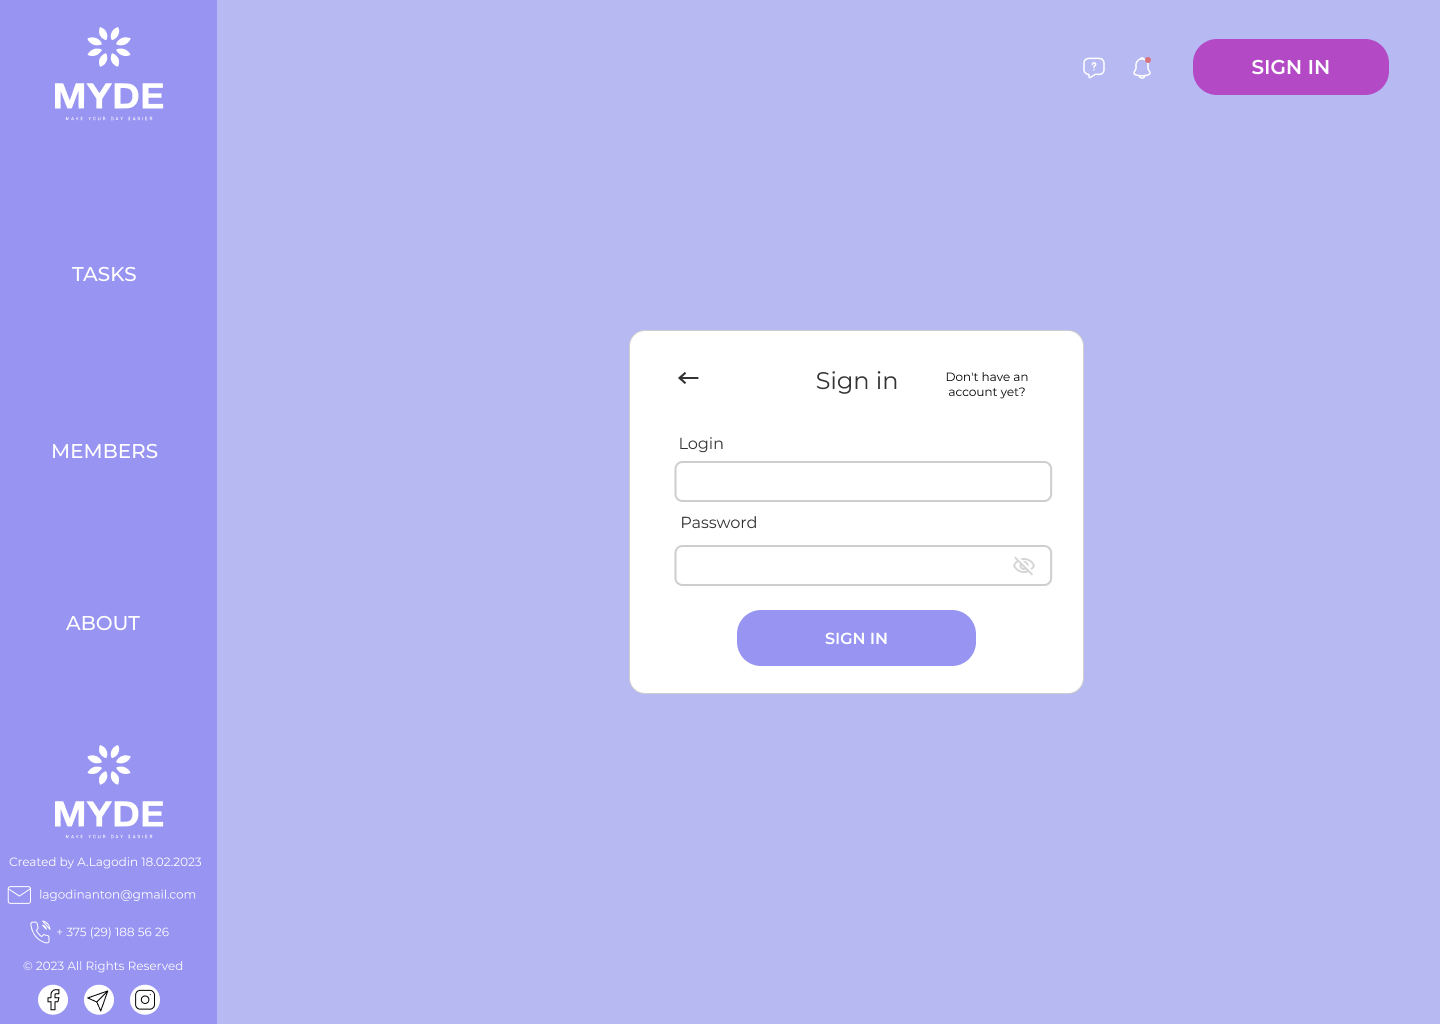 MYDE
MAKE YOUR DAY EASIER
SIGN IN
TASKS
MEMBERS
ABOUT
Sign in
Don't have an
account yet?
Login
Password
SIGN IN
MYDE
MAKE YOUR DAY EASIER
Created by A.Lagodin 18.02.2023
lagodinanton@gmail.com
+ 375 (29) 188 56 26
© 2023 All Rights Reserved